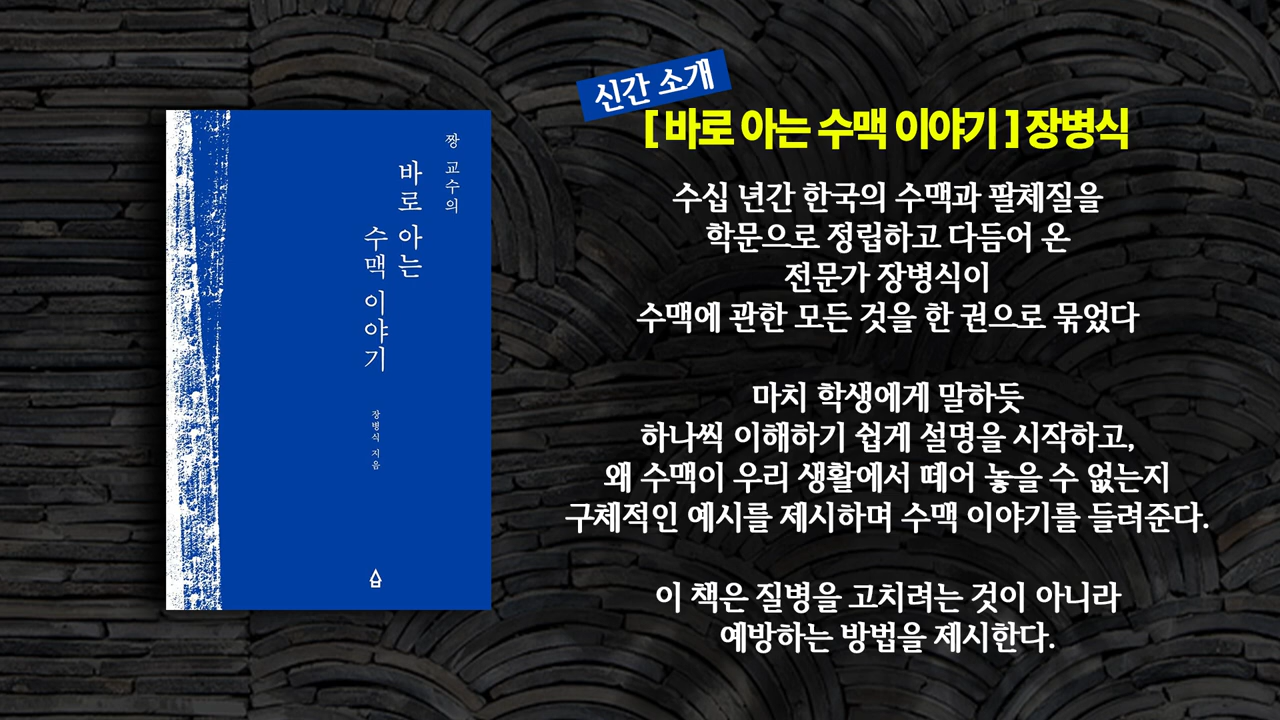 짱 교수의
바로 아는
수맥 이야기
장병식 지음
신간 소개
[ 바로 아는 수맥 이야기 ] 장병식
수십 년간 한국의 수맥과 팔체질을
학문으로 정립하고 다듬어 온
전문가 장병식이
수맥에 관한 모든 것을 한 권으로 묶었다
마치 학생에게 말하듯
하나씩 이해하기 쉽게 설명을 시작하고,
왜 수맥이 우리 생활에서 떼어 놓을 수 없는지
구체적인 예시를 제시하며 수맥 이야기를 들려준다.
이 책은 질병을 고치려는 것이 아니라
예방하는 방법을 제시한다.